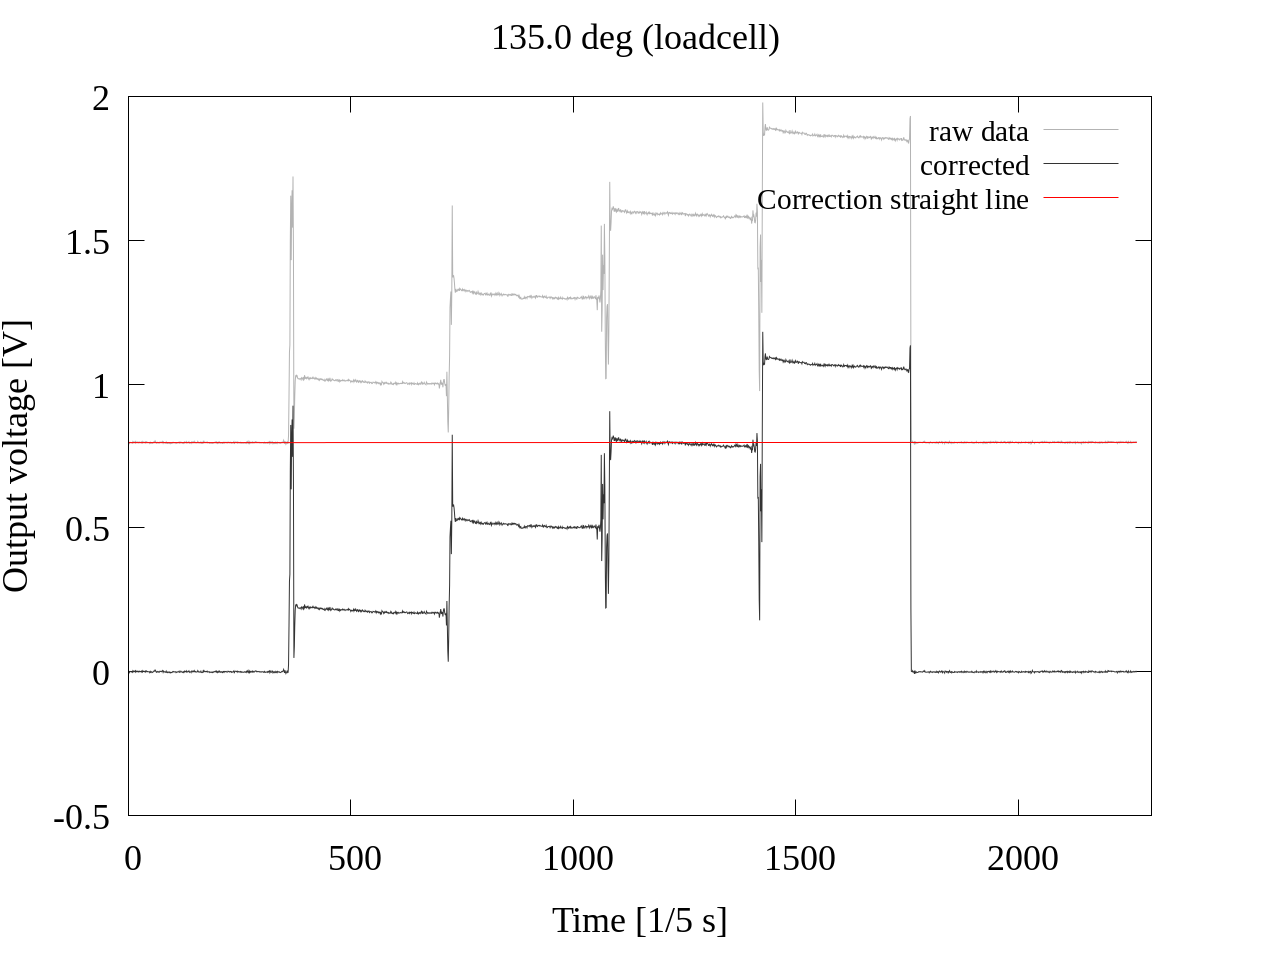 135.0 deg (loadcell)
2
1.5
1
0.5
0
-0.5
0
500
1000
1500
2000
raw data
corrected
Correction straight line
Output voltage [V]
Time [1/5 s]